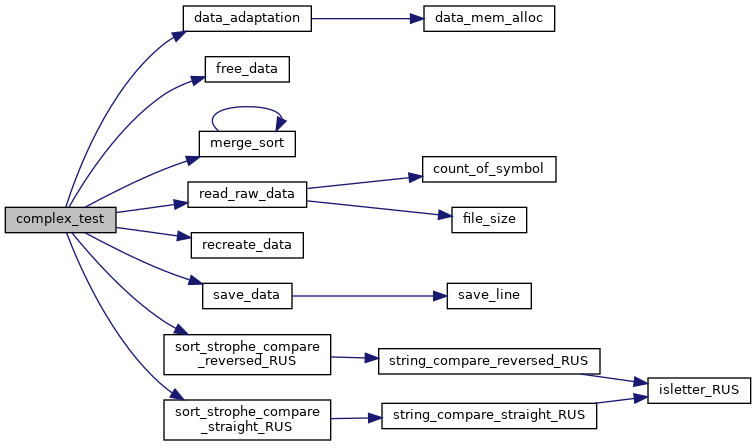 data_adaptation
data_mem_alloc
free_data
merge_sort
count_of_symbol
read_raw_data
file_size
complex_test
recreate_data
save_data
save_line
sort_strophe_compare
_reversed_RUS
string_compare_reversed_RUS
isletter_RUS
sort_strophe_compare
_straight_RUS
string_compare_straight_RUS